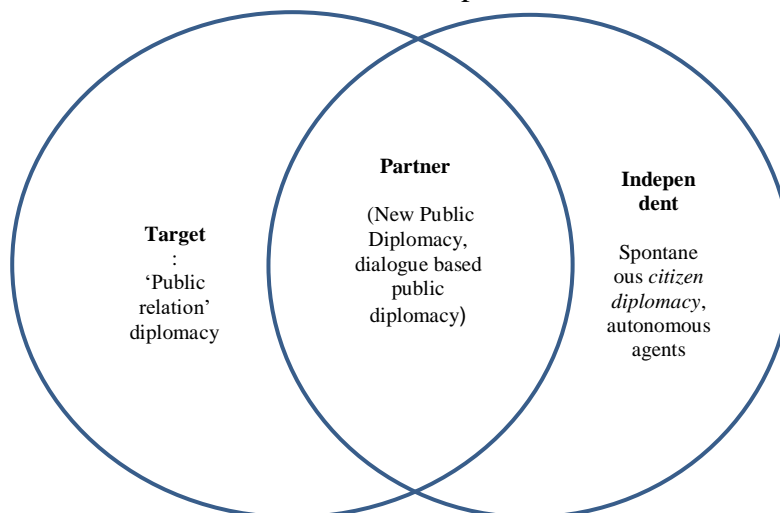 Target
:
‘Public
relation’
diplomacy
Partner
(New Public
Diplomacy,
dialogue based
public
diplomacy)
Indepen
dent
Spontane
ous citizen
diplomacy,
autonomous
agents